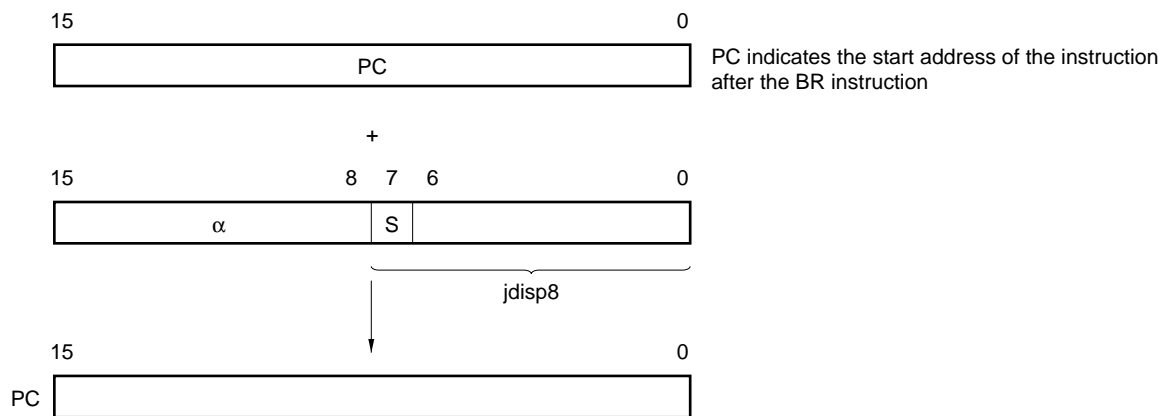 15 0
PC
PC indicates the start address of the instruction
after the BR instruction
+
15 8 7 6 0
α S
jdisp8
15 0
PC